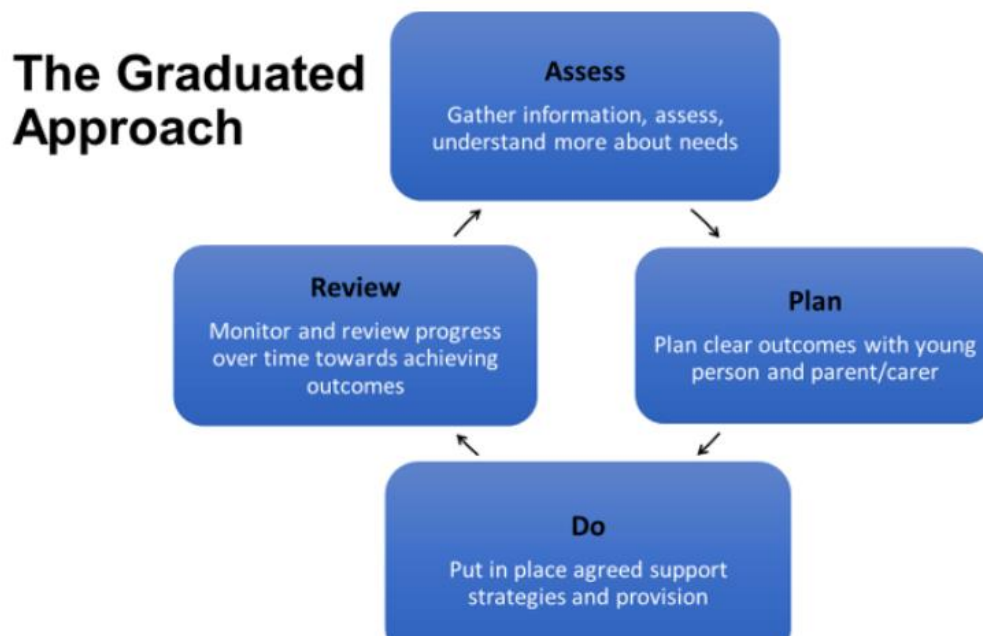 The Graduated
Approach
Assess
Gather information, assess,
understand more about needs
Plan
Plan clear outcomes with young
person and parent/carer
Do
Put in place agreed support
strategies and provision
Review
Monitor and review progress
over time towards achieving
outcomes